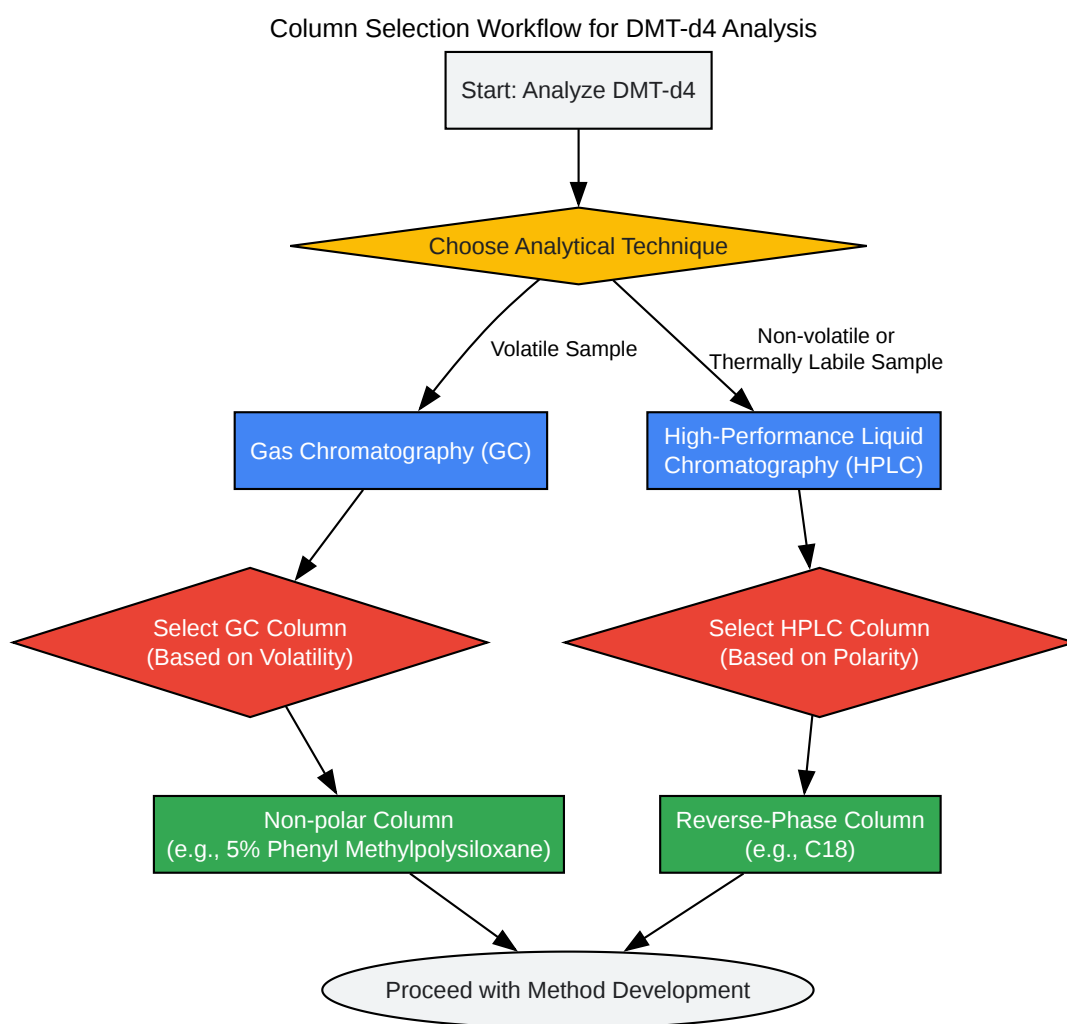 Column Selection Workflow for DMT-d4 Analysis
Start: Analyze DMT-d4
Choose Analytical Technique
Volatile Sample
Non-volatile or
Thermally Labile Sample
Gas Chromatography (GC)
High-Performance Liquid
Chromatography (HPLC)
Select GC Column
(Based on Volatility)
Select HPLC Column
(Based on Polarity)
Non-polar Column
(e.g., 5% Phenyl Methylpolysiloxane)
Reverse-Phase Column
(e.g., C18)
Proceed with Method Development